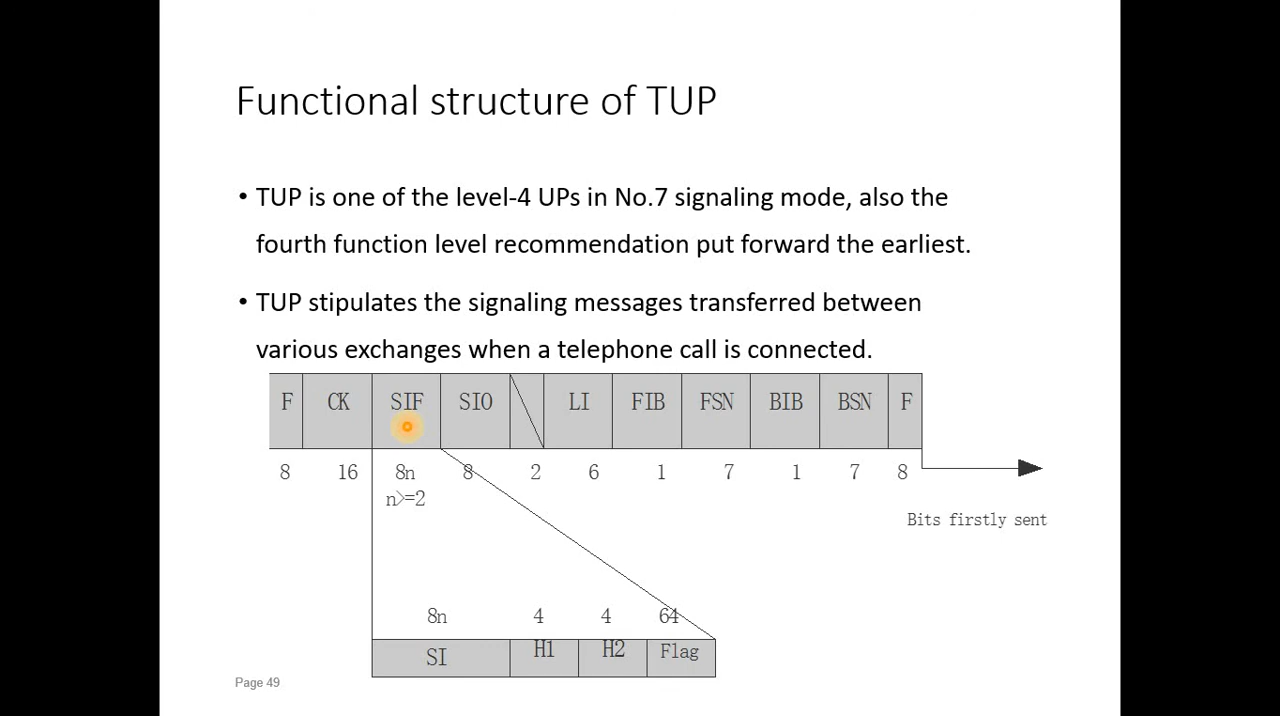 Functional structure of TUP
• TUP is one of the level-4 UPs in No.7 signaling mode, also the
fourth function level recommendation put forward the earliest.
• TUP stipulates the signaling messages transferred between
various exchanges when a telephone call is connected.
F CK SIF SIO LI FIB FSN BIB BSN F
8 16 8n 8 2 6 1 7 1 7 8
n>=2
Bits firstly sent
8n 4 4 64
SI H1 H2 Flag
Page 49